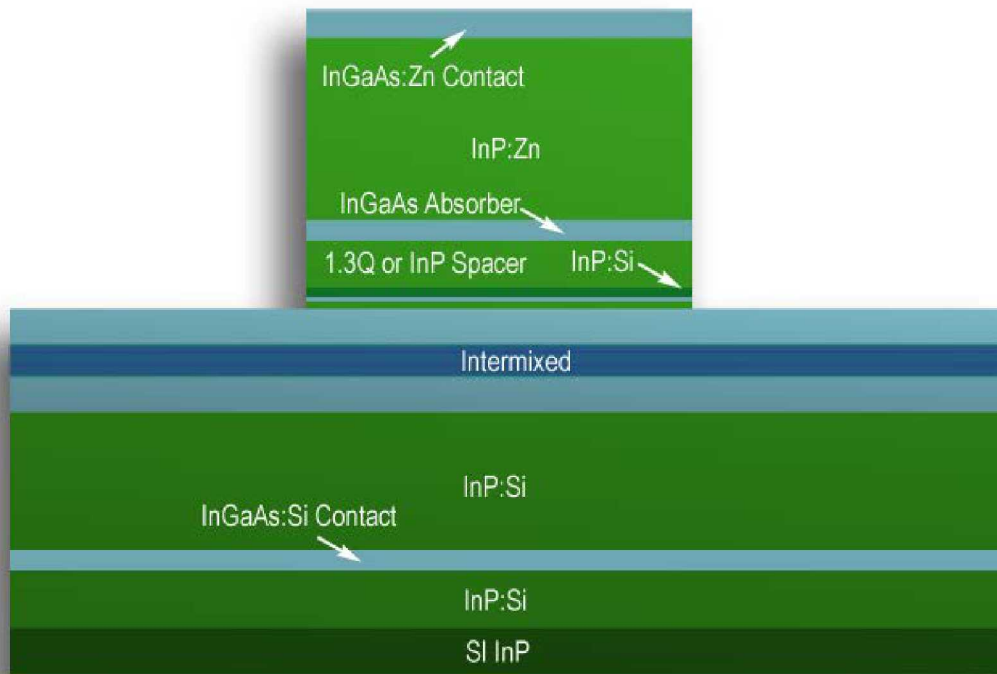 InGaAs:Zn Contact
InP:Zn
InGaAs Absorber
1.3Q or InP Spacer
InP:Si
Intermixed
InP:Si
InGaAs:Si Contact
InP:Si
SI InP